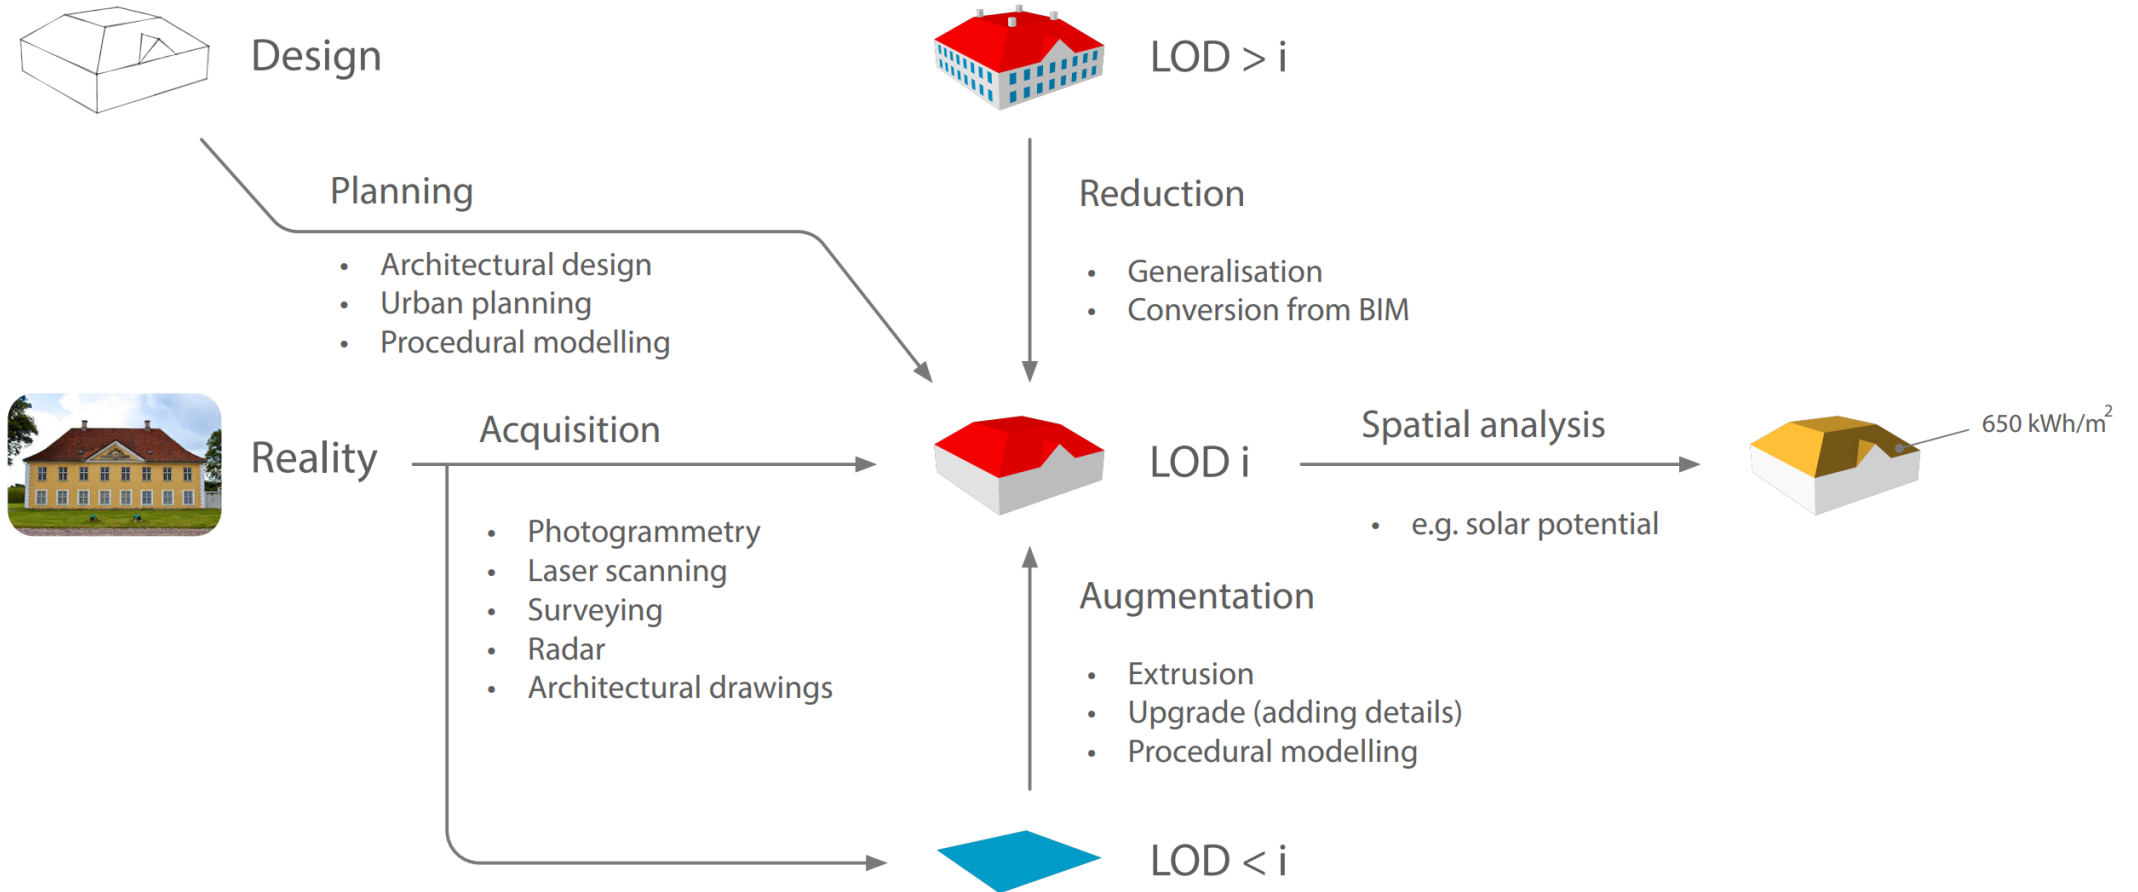 Design
LOD > i
Planning
• Architectural design
• Urban planning
• Procedural modelling
Reduction
• Generalisation
• Conversion from BIM
Reality
Acquisition
• Photogrammetry
• Laser scanning
• Surveying
• Radar
• Architectural drawings
LOD i
Spatial analysis
• e.g. solar potential
650 kWh/m²
Augmentation
• Extrusion
• Upgrade (adding details)
• Procedural modelling
LOD < i